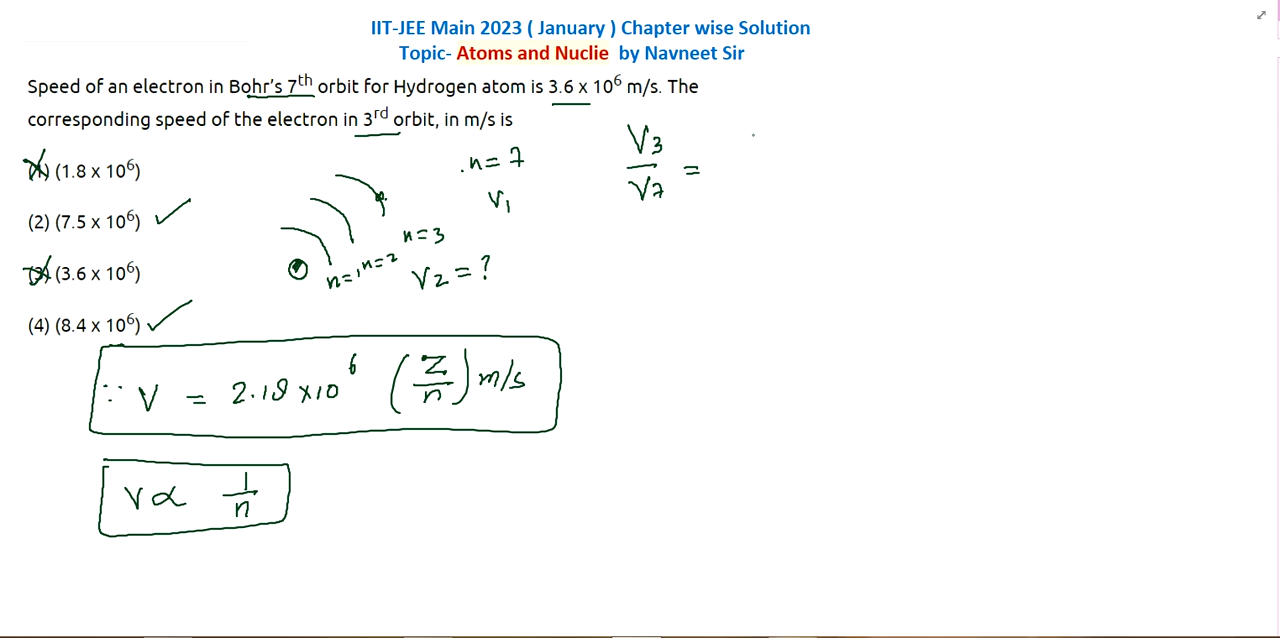 IIT-JEE Main 2023 ( January ) Chapter wise Solution
Topic- Atoms and Nuclie by Navneet Sir
Speed of an electron in Bohr's 7th orbit for Hydrogen atom is 3.6 x 10⁶ m/s. The
corresponding speed of the electron in 3rd orbit, in m/s is
(1) (1.8 x 10⁶)
(2) (7.5 x 10⁶)
(3) (3.6 x 10⁶)
(4) (8.4 x 10⁶)
n = 7
V₁
n = 3
V₂ = ?
n = 1
n = 2
V₃/V₇ =
∵ V = 2.18 × 10⁶ (Z/n) m/s
V ∝ 1/n